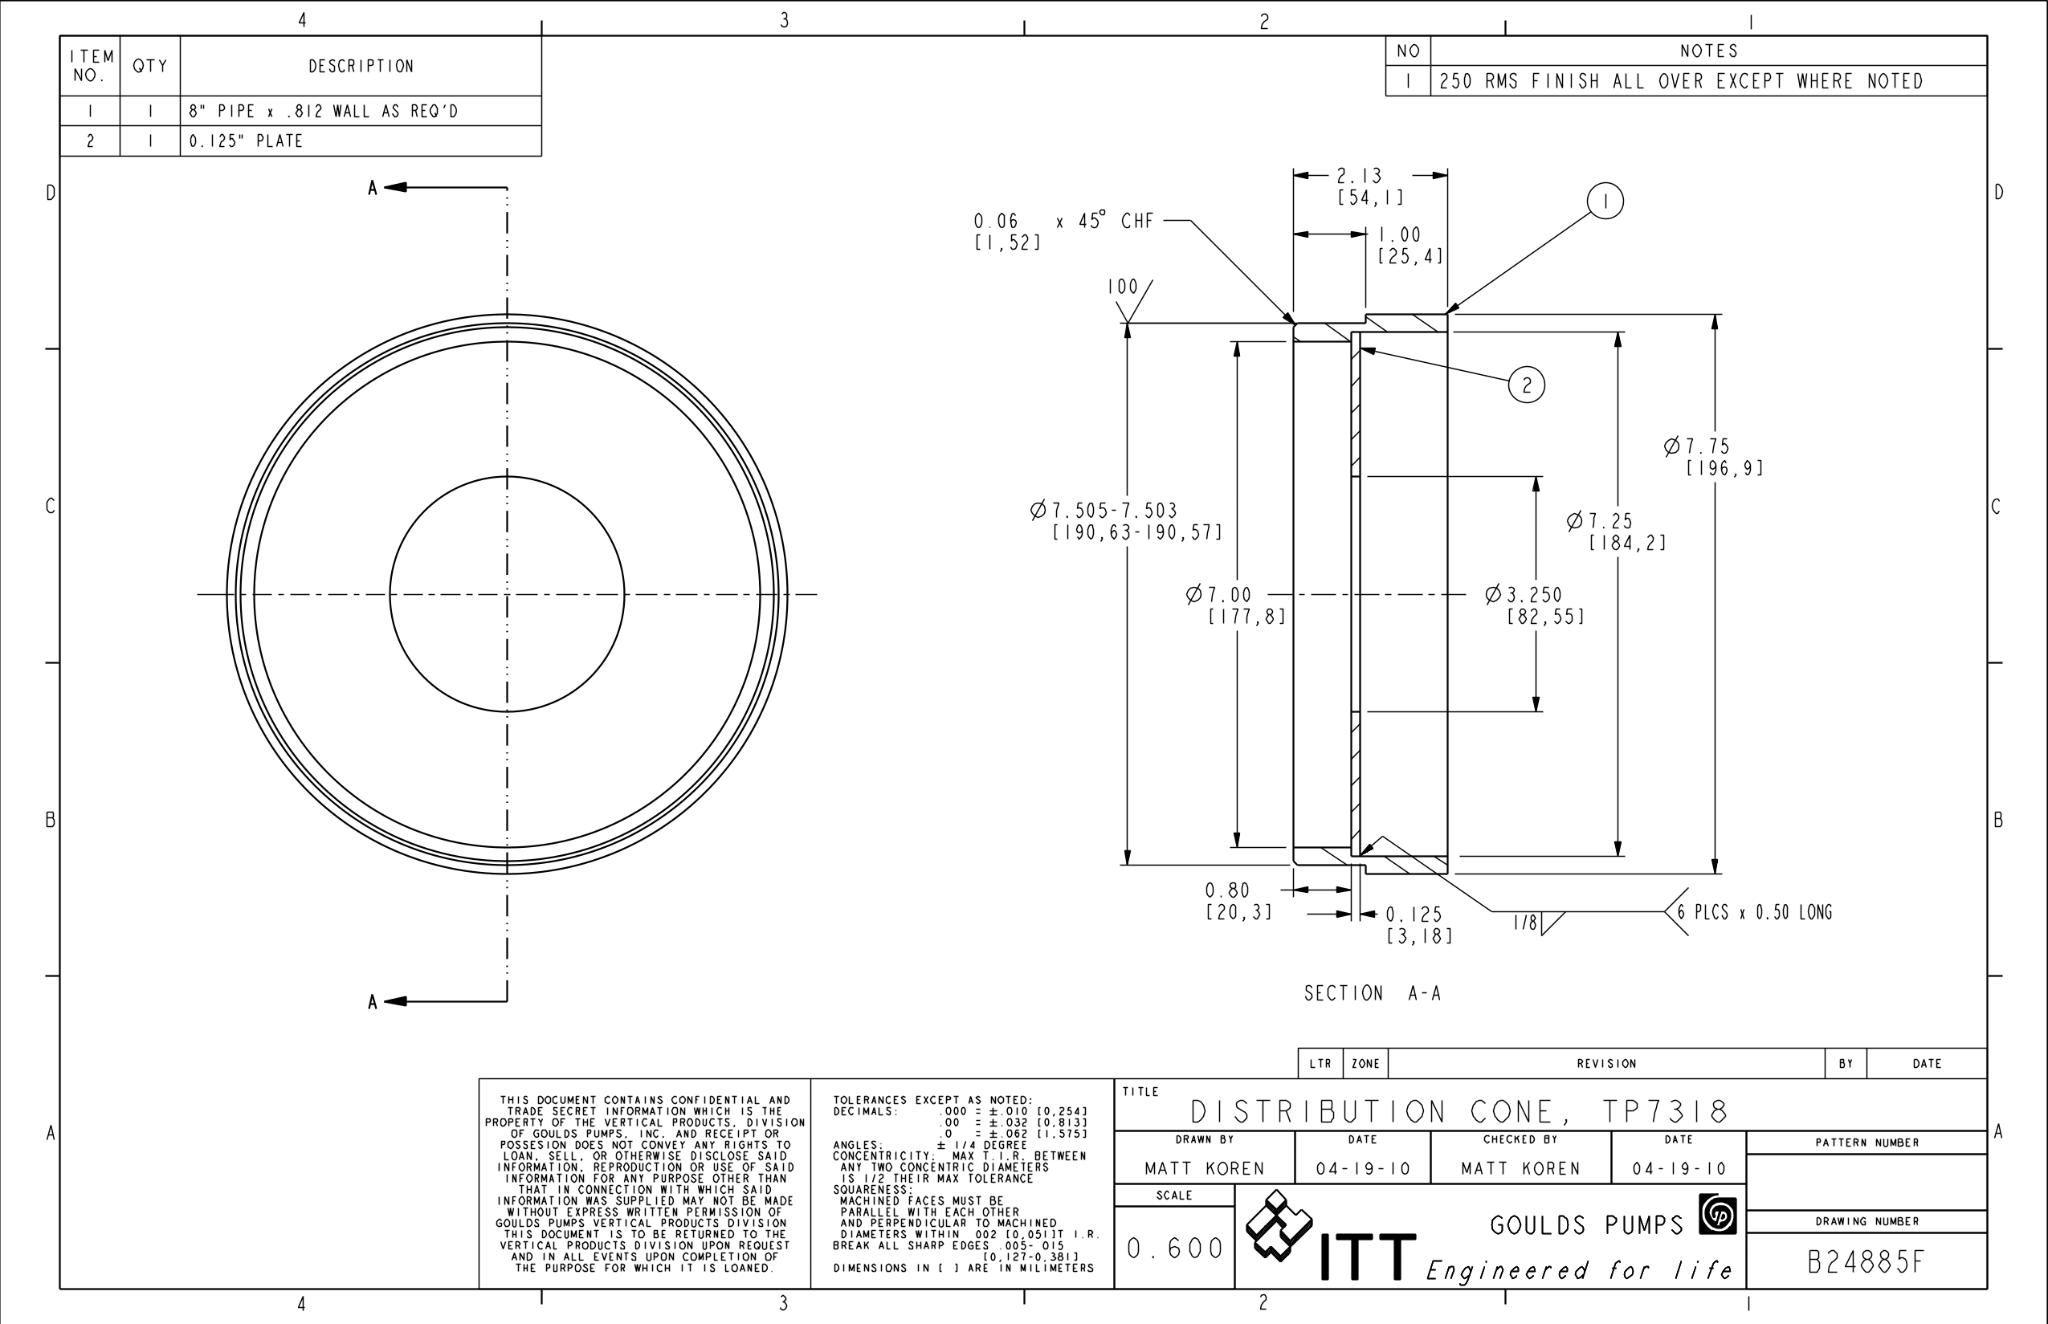 4 3 2 1
ITEM NO. QTY DESCRIPTION
1 1 8" PIPE x .812 WALL AS REQ'D
2 1 0.125" PLATE
NO NOTES
1 250 RMS FINISH ALL OVER EXCEPT WHERE NOTED
D D
A
2.13
[54,1]
1
0.06 x 45° CHF
[1,52]
1.00
[25,4]
100
2
Ø7.75
[196,9]
C C
Ø7.505-7.503
[190,63-190,57]
Ø7.25
[184,2]
Ø7.00
[177,8]
Ø3.250
[82,55]
B B
0.80
[20,3]
0.125
[3,18]
1/8
6 PLCS x 0.50 LONG
A
SECTION A-A
LTR ZONE REVISION BY DATE
A A
THIS DOCUMENT CONTAINS CONFIDENTIAL AND
TRADE SECRET INFORMATION WHICH IS THE
PROPERTY OF THE VERTICAL PRODUCTS, DIVISION
OF GOULDS PUMPS, INC. AND RECEIPT OR
POSSESION DOES NOT CONVEY ANY RIGHTS TO
LOAN, SELL, OR OTHERWISE DISCLOSE SAID
INFORMATION, REPRODUCTION OR USE OF SAID
INFORMATION FOR ANY PURPOSE OTHER THAN
THAT IN CONNECTION WITH WHICH SAID
INFORMATION WAS SUPPLIED MAY NOT BE MADE
WITHOUT EXPRESS WRITTEN PERMISSION OF
GOULDS PUMPS VERTICAL PRODUCTS DIVISION
THIS DOCUMENT IS TO BE RETURNED TO THE
VERTICAL PRODUCTS DIVISION UPON REQUEST
AND IN ALL EVENTS UPON COMPLETION OF
THE PURPOSE FOR WHICH IT IS LOANED.
TOLERANCES EXCEPT AS NOTED:
DECIMALS: .000 = ±.010 [0,254]
.00 = ±.032 [0,813]
.0 = ±.062 [1,575]
ANGLES: ± 1/4 DEGREE
CONCENTRICITY: MAX T.I.R. BETWEEN
ANY TWO CONCENTRIC DIAMETERS
IS 1/2 THEIR MAX TOLERANCE
SQUARENESS:
MACHINED FACES MUST BE
PARALLEL WITH EACH OTHER
AND PERPENDICULAR TO MACHINED
DIAMETERS WITHIN 002 [0,051]T I.R.
BREAK ALL SHARP EDGES .005- 015
[0,127-0,381]
DIMENSIONS IN [ ] ARE IN MILIMETERS
TITLE
DISTRIBUTION CONE, TP7318
DRAWN BY DATE CHECKED BY DATE PATTERN NUMBER
MATT KOREN 04-19-10 MATT KOREN 04-19-10
SCALE
0.600
ITT
GOULDS PUMPS gp
Engineered for life
DRAWING NUMBER
B24885F
4 3 2 1